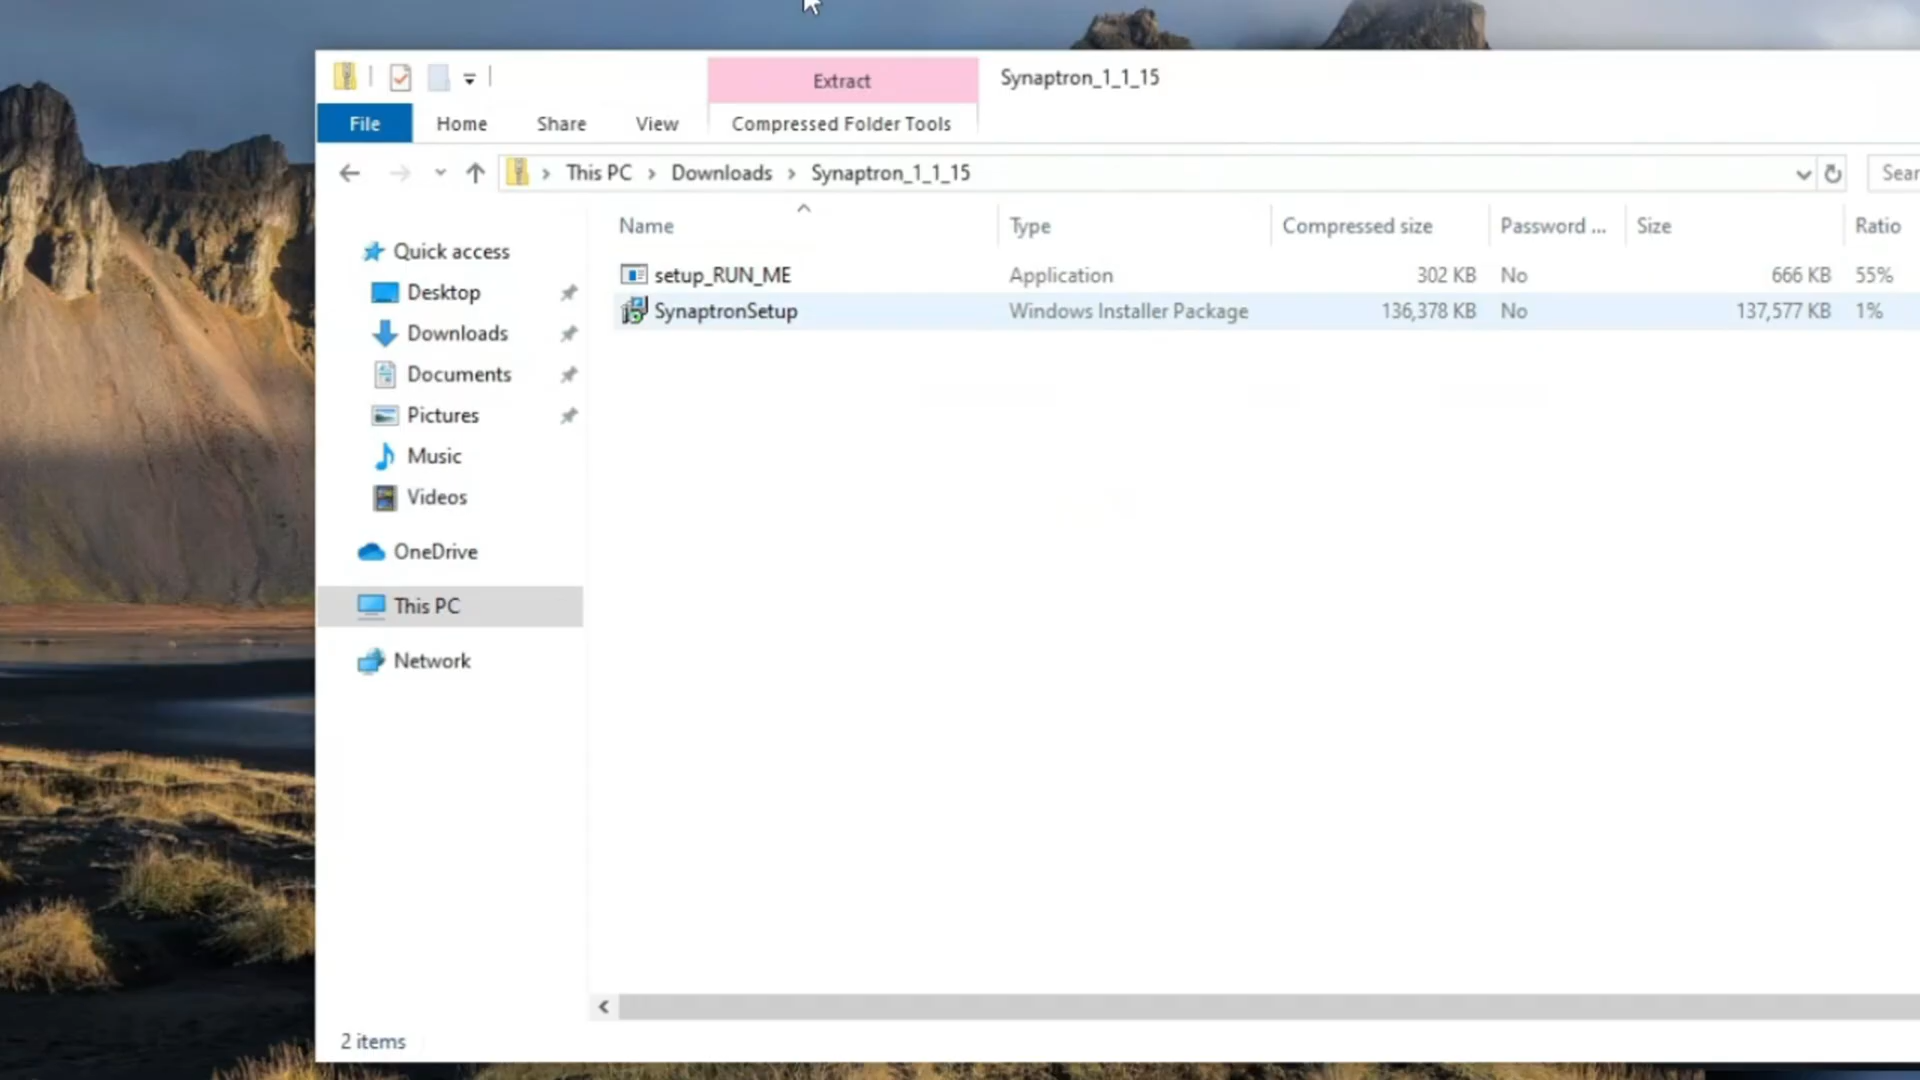 Extract
Synaptron_1_1_15
File
Home
Share
View
Compressed Folder Tools
This PC
Downloads
Synaptron_1_1_15
Sear
Name
Type
Compressed size
Password ...
Size
Ratio
setup_RUN_ME
Application
302 KB
No
666 KB
55%
SynaptronSetup
Windows Installer Package
136,378 KB
No
137,577 KB
1%
Quick access
Desktop
Downloads
Documents
Pictures
Music
Videos
OneDrive
This PC
Network
2 items